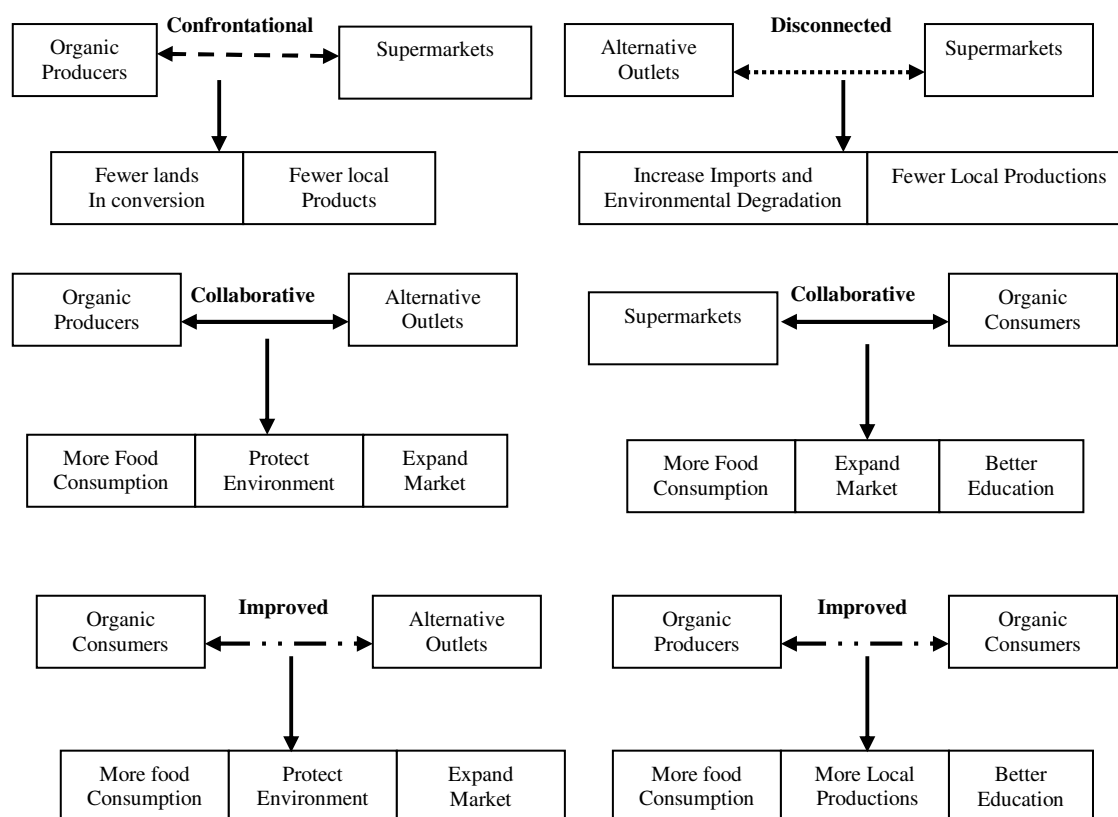 Confrontational
Organic
Producers
Supermarkets
Fewer lands
In conversion
Fewer local
Products
Disconnected
Alternative
Outlets
Supermarkets
Increase Imports and
Environmental Degradation
Fewer Local Productions
Organic
Producers
Collaborative
Alternative
Outlets
More Food
Consumption
Protect
Environment
Expand
Market
Supermarkets
Collaborative
Organic
Consumers
More Food
Consumption
Expand
Market
Better
Education
Organic
Consumers
Improved
Alternative
Outlets
More food
Consumption
Protect
Environment
Expand
Market
Organic
Producers
Improved
Organic
Consumers
More food
Consumption
More Local
Productions
Better
Education